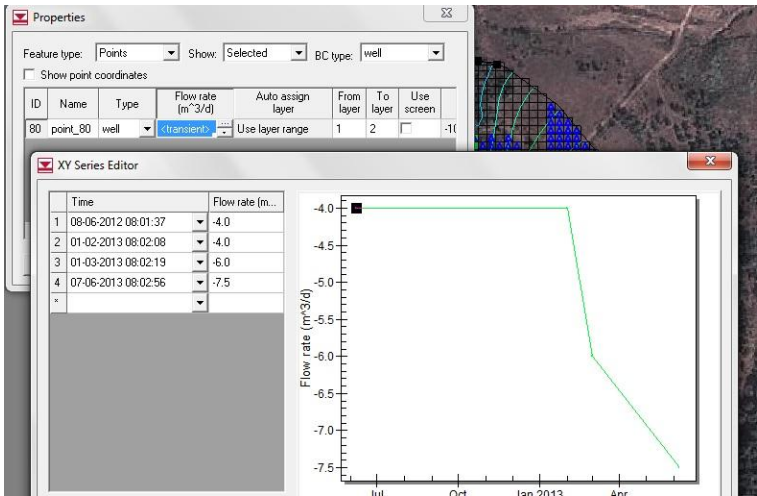 Properties
Feature type: Points Show: Selected BC type: well
Show point coordinates
ID Name Type Flow rate (m^3/d) Auto assign layer From layer To layer Use screen
80 point_80 well <transient> ... Use layer range 1 2 -10
XY Series Editor
Time Flow rate (m...
1 08-06-2012 08:01:37 -4.0
2 01-02-2013 08:02:08 -4.0
3 01-03-2013 08:02:19 -6.0
4 07-06-2013 08:02:56 -7.5
*
Flow rate (m^3/d)
-4.0
-4.5
-5.0
-5.5
-6.0
-6.5
-7.0
-7.5
Jul Oct Jan 2013 Apr